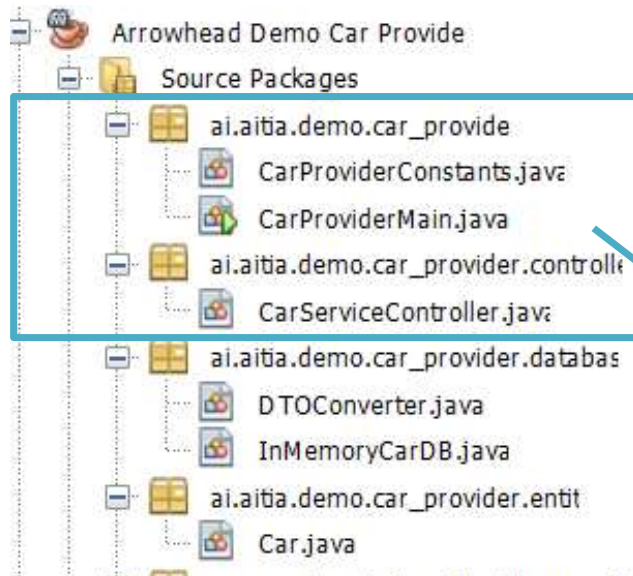 Arrowhead Demo Car Provide
Source Packages
ai.aitia.demo.car_provide
CarProviderConstants.java
CarProviderMain.java
ai.aitia.demo.car_provider.controlle
CarServiceController.java
ai.aitia.demo.car_provider.databas
DTOConverter.java
InMemoryCarDB.java
ai.aitia.demo.car_provider.entit
Car.java